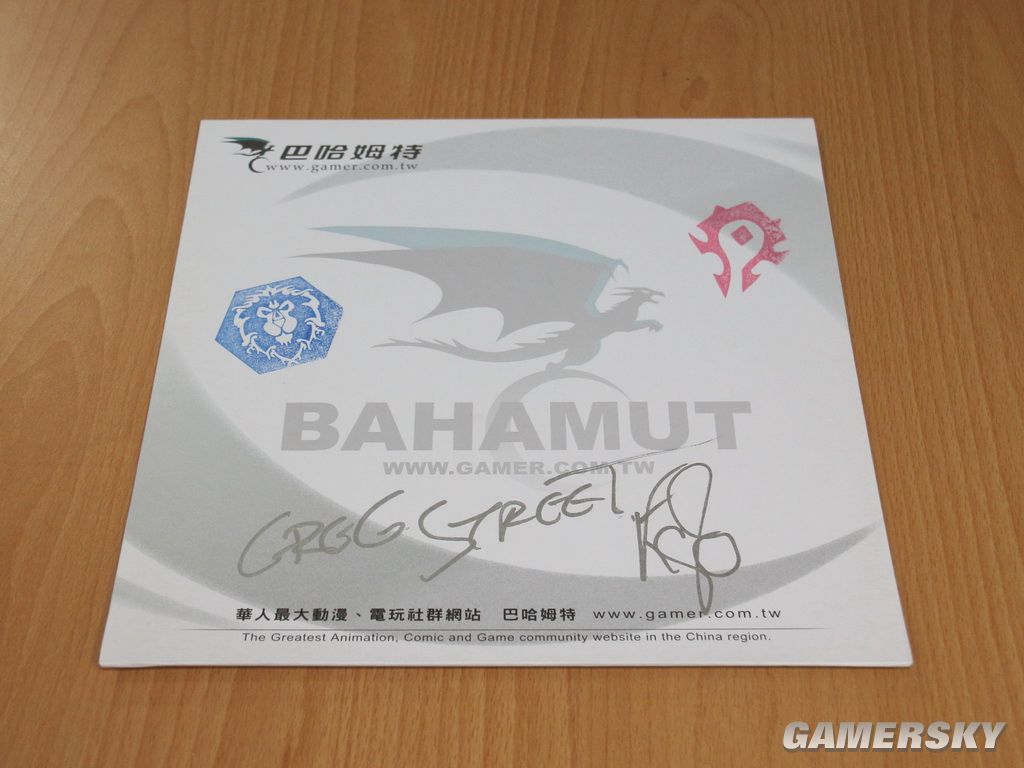 巴哈姆特
www.gamer.com.tw
BAHAMUT
WWW.GAMER.COM.TW
GREG STREET
華人最大動漫、電玩社群網站 巴哈姆特 www.gamer.com.tw
The Greatest Animation, Comic and Game community website in the China region.
GAMERSKY